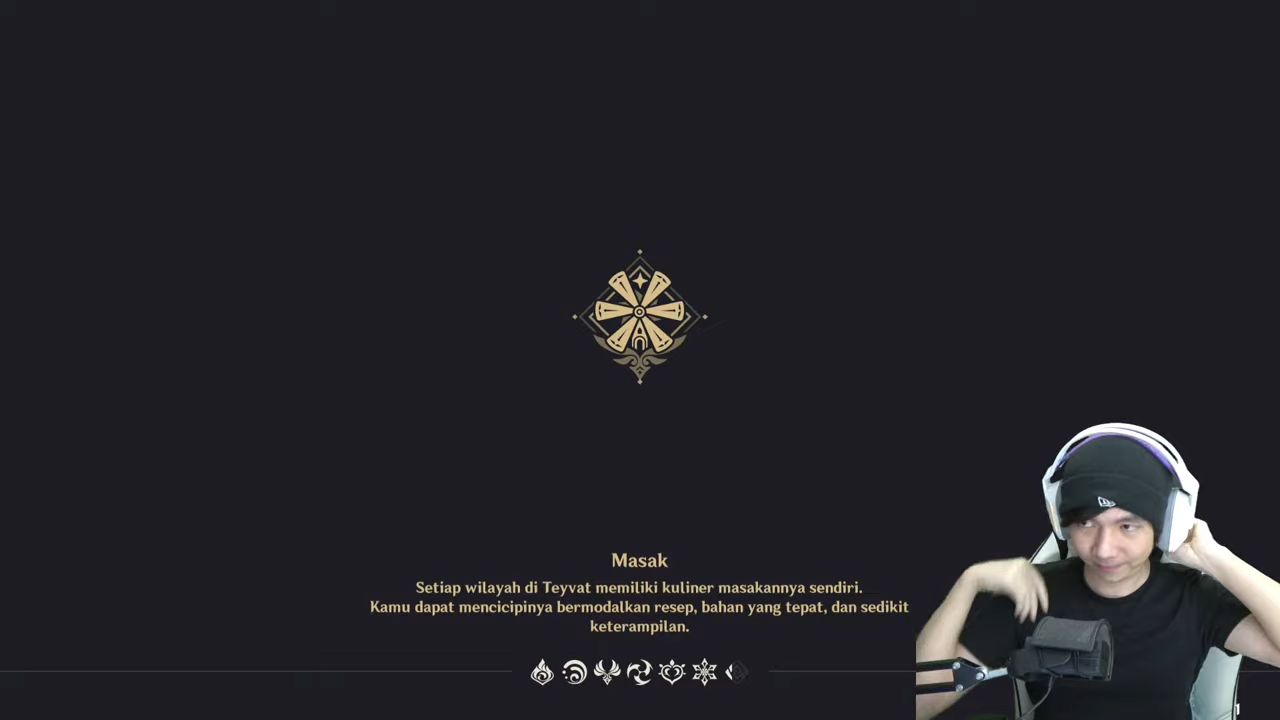 Masak
Setiap wilayah di Teyvat memiliki kuliner masakannya sendiri.
Kamu dapat mencicipinya bermodalkan resep, bahan yang tepat, dan sedikit
keterampilan.